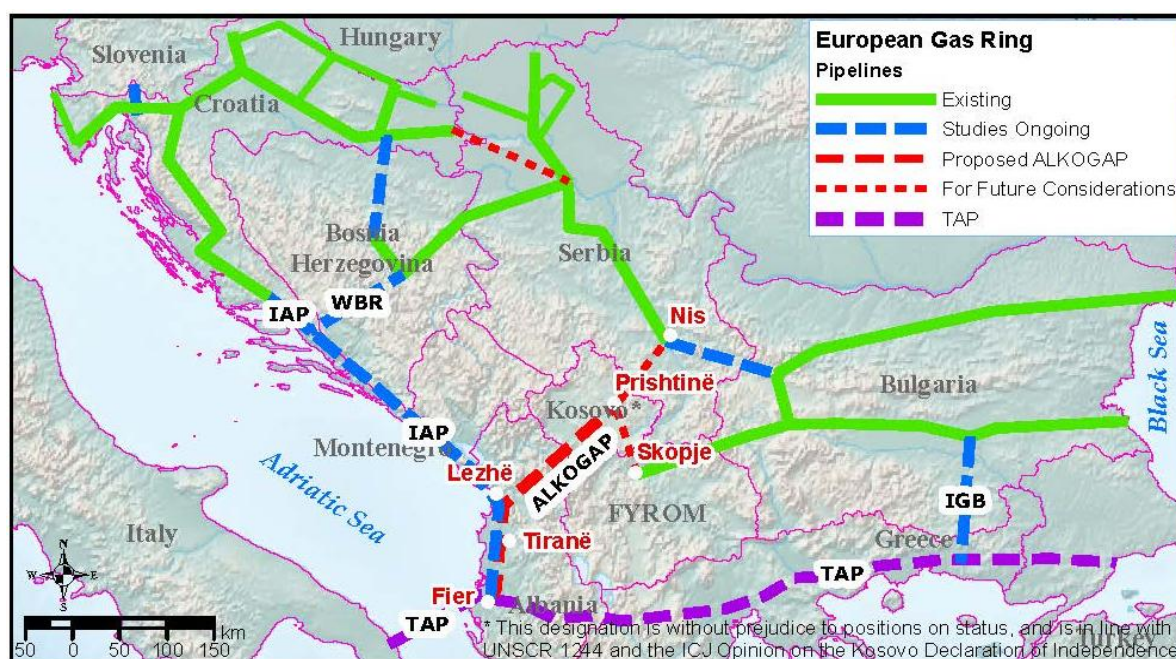 European Gas Ring
Pipelines
Existing
Studies Ongoing
Proposed ALKOGAP
For Future Considerations
TAP
Slovenia
Hungary
Croatia
Bosnia
Herzegovina
Serbia
WBR
IAP
Nis
Prishtinë
Kosovo*
Bulgaria
Black Sea
IAP
Montenegro
Lezhë
ALKOGAP
Skopje
FYROM
IGB
Adriatic Sea
Italy
Tiranë
Greece
TAP
Fier
Albania
TAP
Turkey
N
W E
S
50 0 50 100 150
km
* This designation is without prejudice to positions on status, and is in line with
UNSCR 1244 and the ICJ Opinion on the Kosovo Declaration of Independence